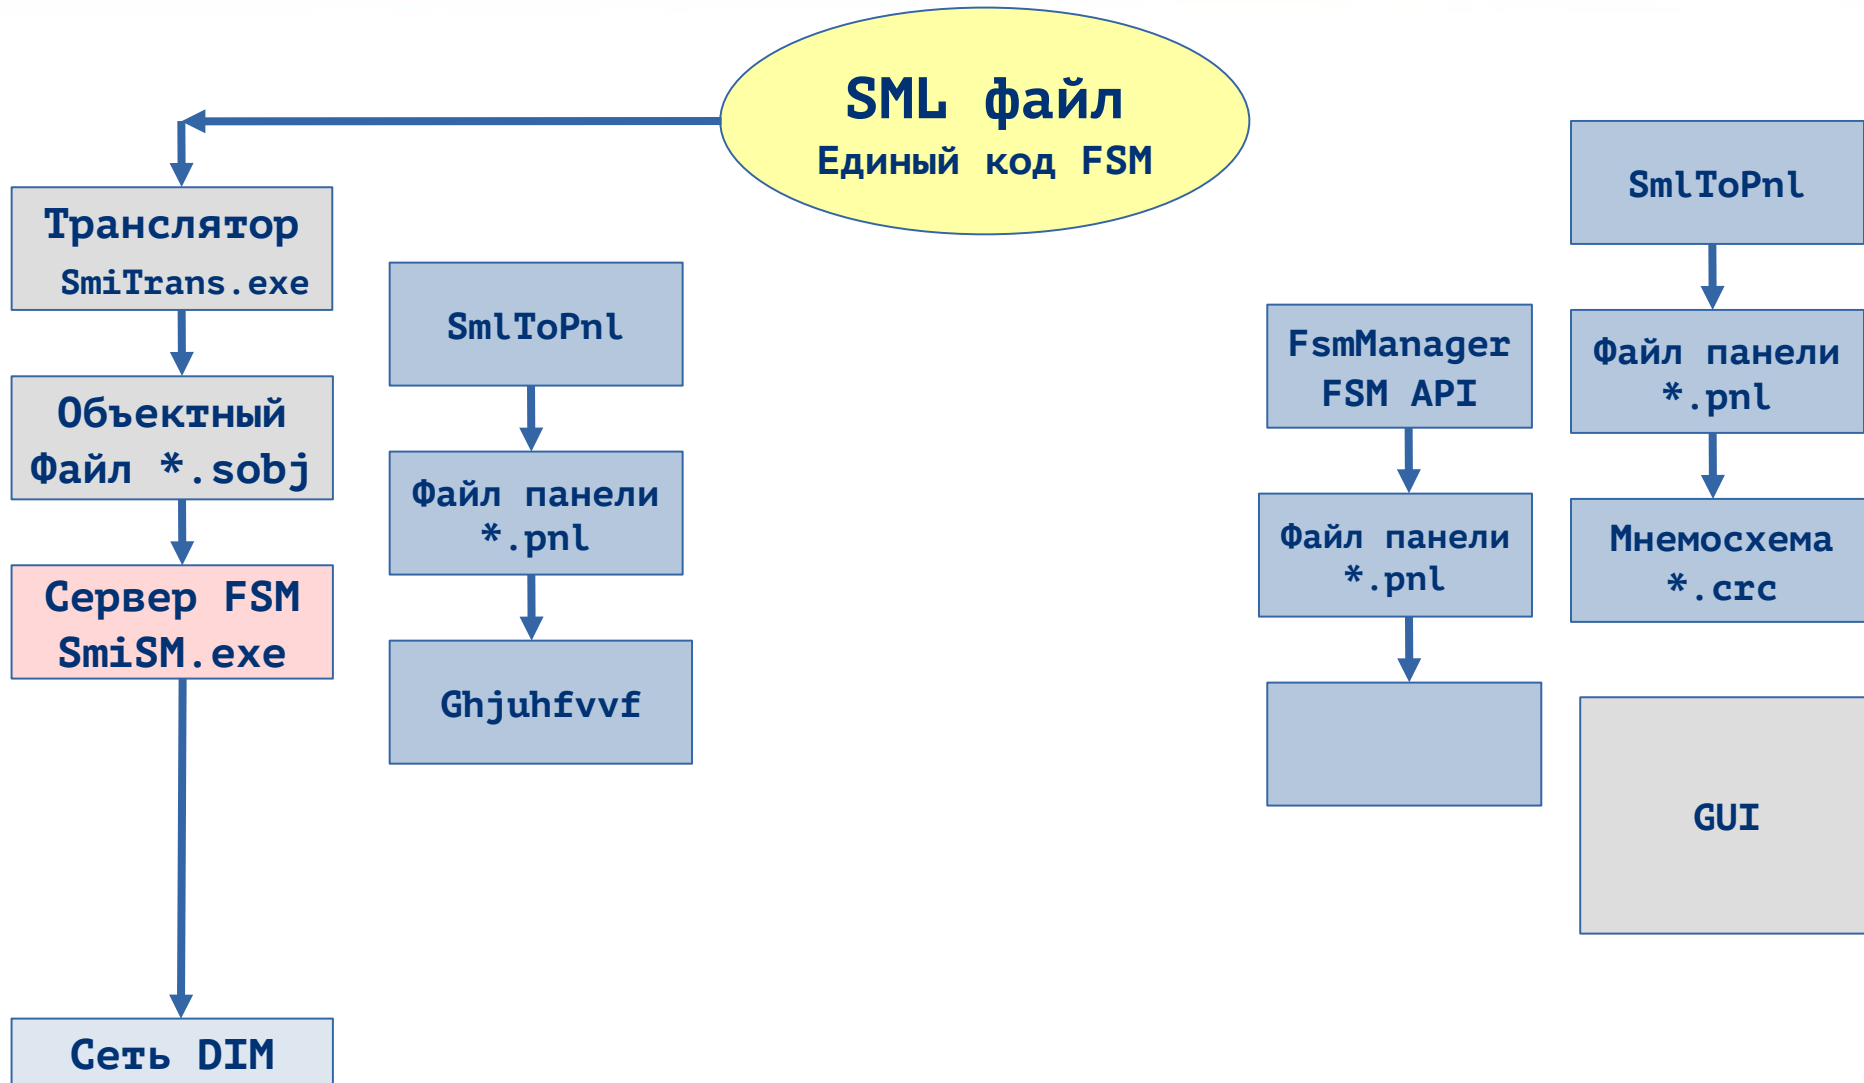 SML файл
Единый код FSM
Транслятор
SmiTrans.exe
Объектный
Файл *.sobj
Сервер FSM
SmiSM.exe
Сеть DIM
SmlToPnl
Файл панели
*.pnl
Ghjuhfvvf
FsmManager
FSM API
Файл панели
*.pnl
SmlToPnl
Файл панели
*.pnl
Мнемосхема
*.crc
GUI